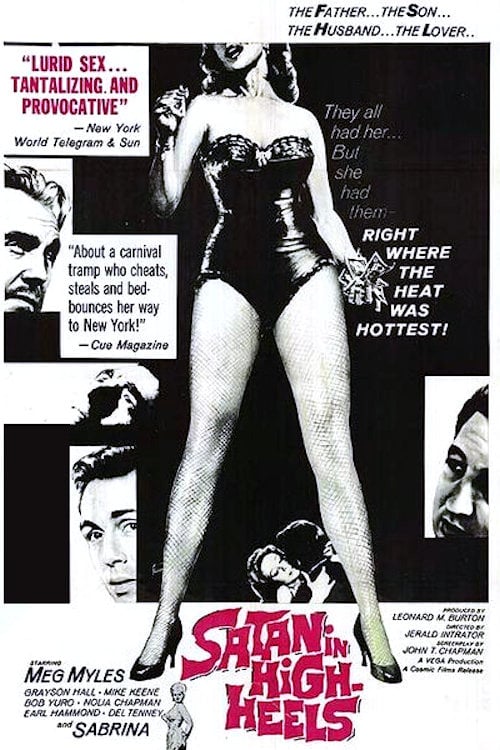 THE FATHER...THE SON...
THE HUSBAND...THE LOVER..
"LURID SEX...
TANTALIZING AND
PROVOCATIVE"
— New York
World Telegram & Sun
They all
had her...
But
she
had
them—
RIGHT
WHERE
THE
HEAT
WAS
HOTTEST!
"About a carnival
tramp who cheats,
steals and bed-
bounces her way
to New York!"
— Cue Magazine
SATAN in
HIGH-
HEELS
STARRING
MEG MYLES
GRAYSON HALL • MIKE KEENE
BOB YURO • NOLIA CHAPMAN
EARL HAMMOND • DEL TENNEY
and SABRINA
PRODUCED BY
LEONARD M. BURTON
DIRECTED BY
JERALD INTRATOR
SCREENPLAY BY
JOHN T. CHAPMAN
A VEGA Production
A Cosmic Films Release